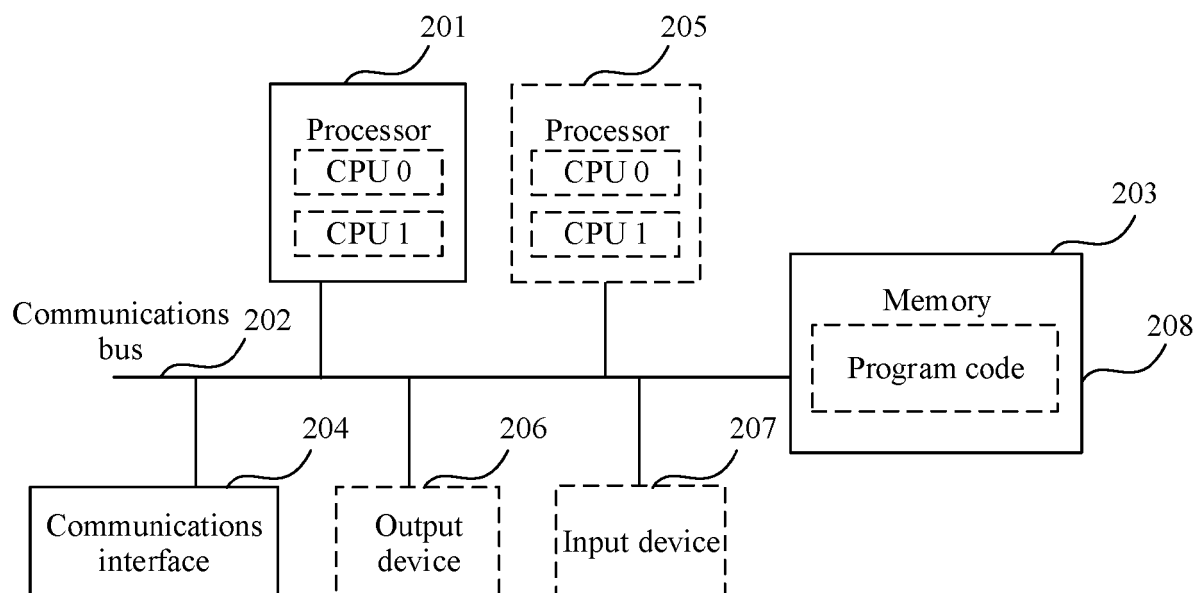 201
205
Processor
CPU 0
CPU 1
Processor
CPU 0
CPU 1
203
Memory
Program code
208
Communications
bus
202
204
206
207
Communications
interface
Output
device
Input device